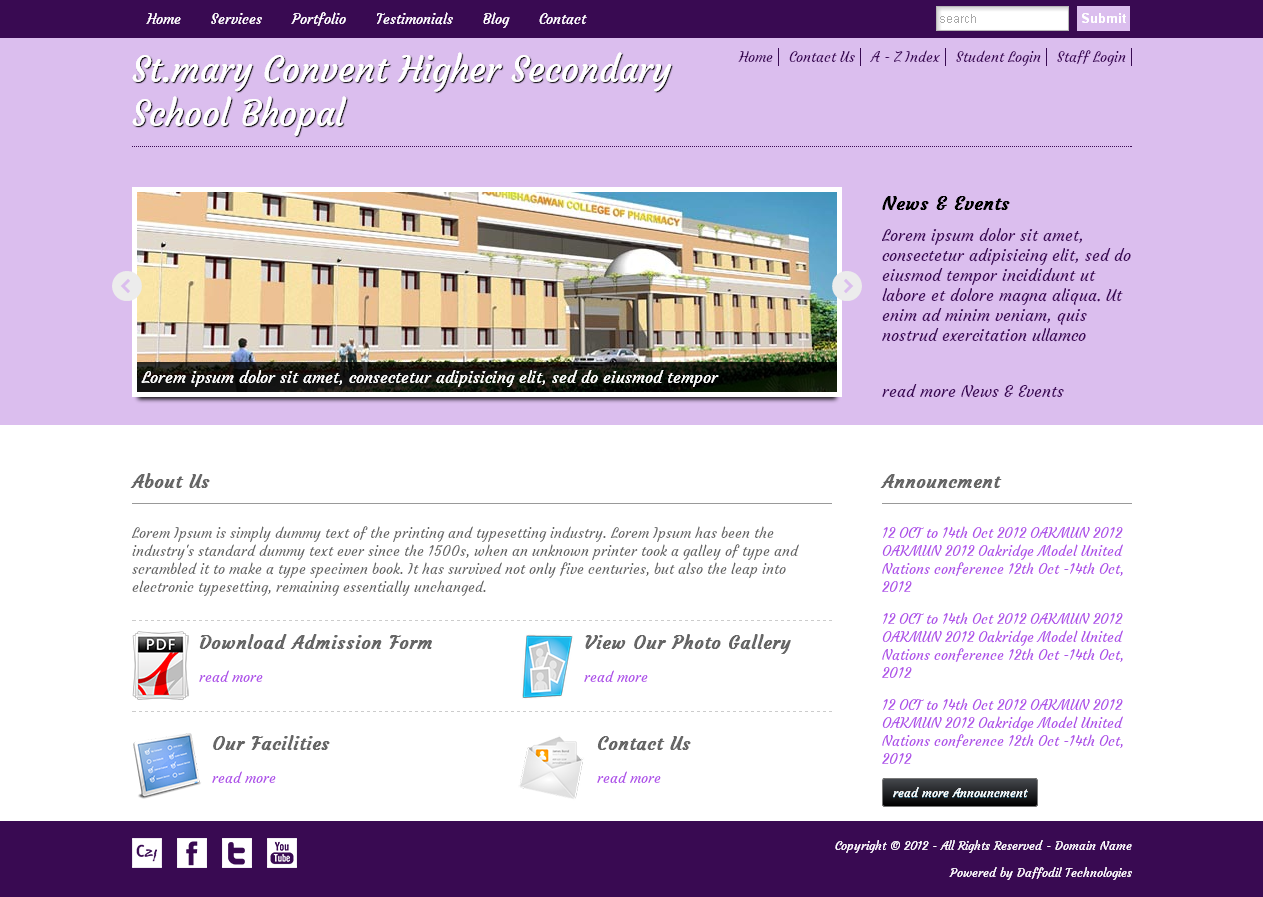 Home Services Portfolio Testimonials Blog Contact
search Submit
St.mary Convent Higher Secondary
School Bhopal
Home Contact Us A - Z Index Student Login Staff Login
AADHIBHAGAWAN COLLEGE OF PHARMACY
Lorem ipsum dolor sit amet, consectetur adipisicing elit, sed do eiusmod tempor
News & Events
Lorem ipsum dolor sit amet,
consectetur adipisicing elit, sed do
eiusmod tempor incididunt ut
labore et dolore magna aliqua. Ut
enim ad minim veniam, quis
nostrud exercitation ullamco
read more News & Events
About Us
Lorem Ipsum is simply dummy text of the printing and typesetting industry. Lorem Ipsum has been the
industry's standard dummy text ever since the 1500s, when an unknown printer took a galley of type and
scrambled it to make a type specimen book. It has survived not only five centuries, but also the leap into
electronic typesetting, remaining essentially unchanged.
PDF
Download Admission Form
read more
View Our Photo Gallery
read more
Our Facilities
read more
Contact Us
read more
Announcment
12 OCT to 14th Oct 2012 OAKMUN 2012
OAKMUN 2012 Oakridge Model United
Nations conference 12th Oct -14th Oct,
2012
12 OCT to 14th Oct 2012 OAKMUN 2012
OAKMUN 2012 Oakridge Model United
Nations conference 12th Oct -14th Oct,
2012
12 OCT to 14th Oct 2012 OAKMUN 2012
OAKMUN 2012 Oakridge Model United
Nations conference 12th Oct -14th Oct,
2012
read more Announcment
You
Tube
Copyright © 2012 - All Rights Reserved - Domain Name
Powered by Daffodil Technologies